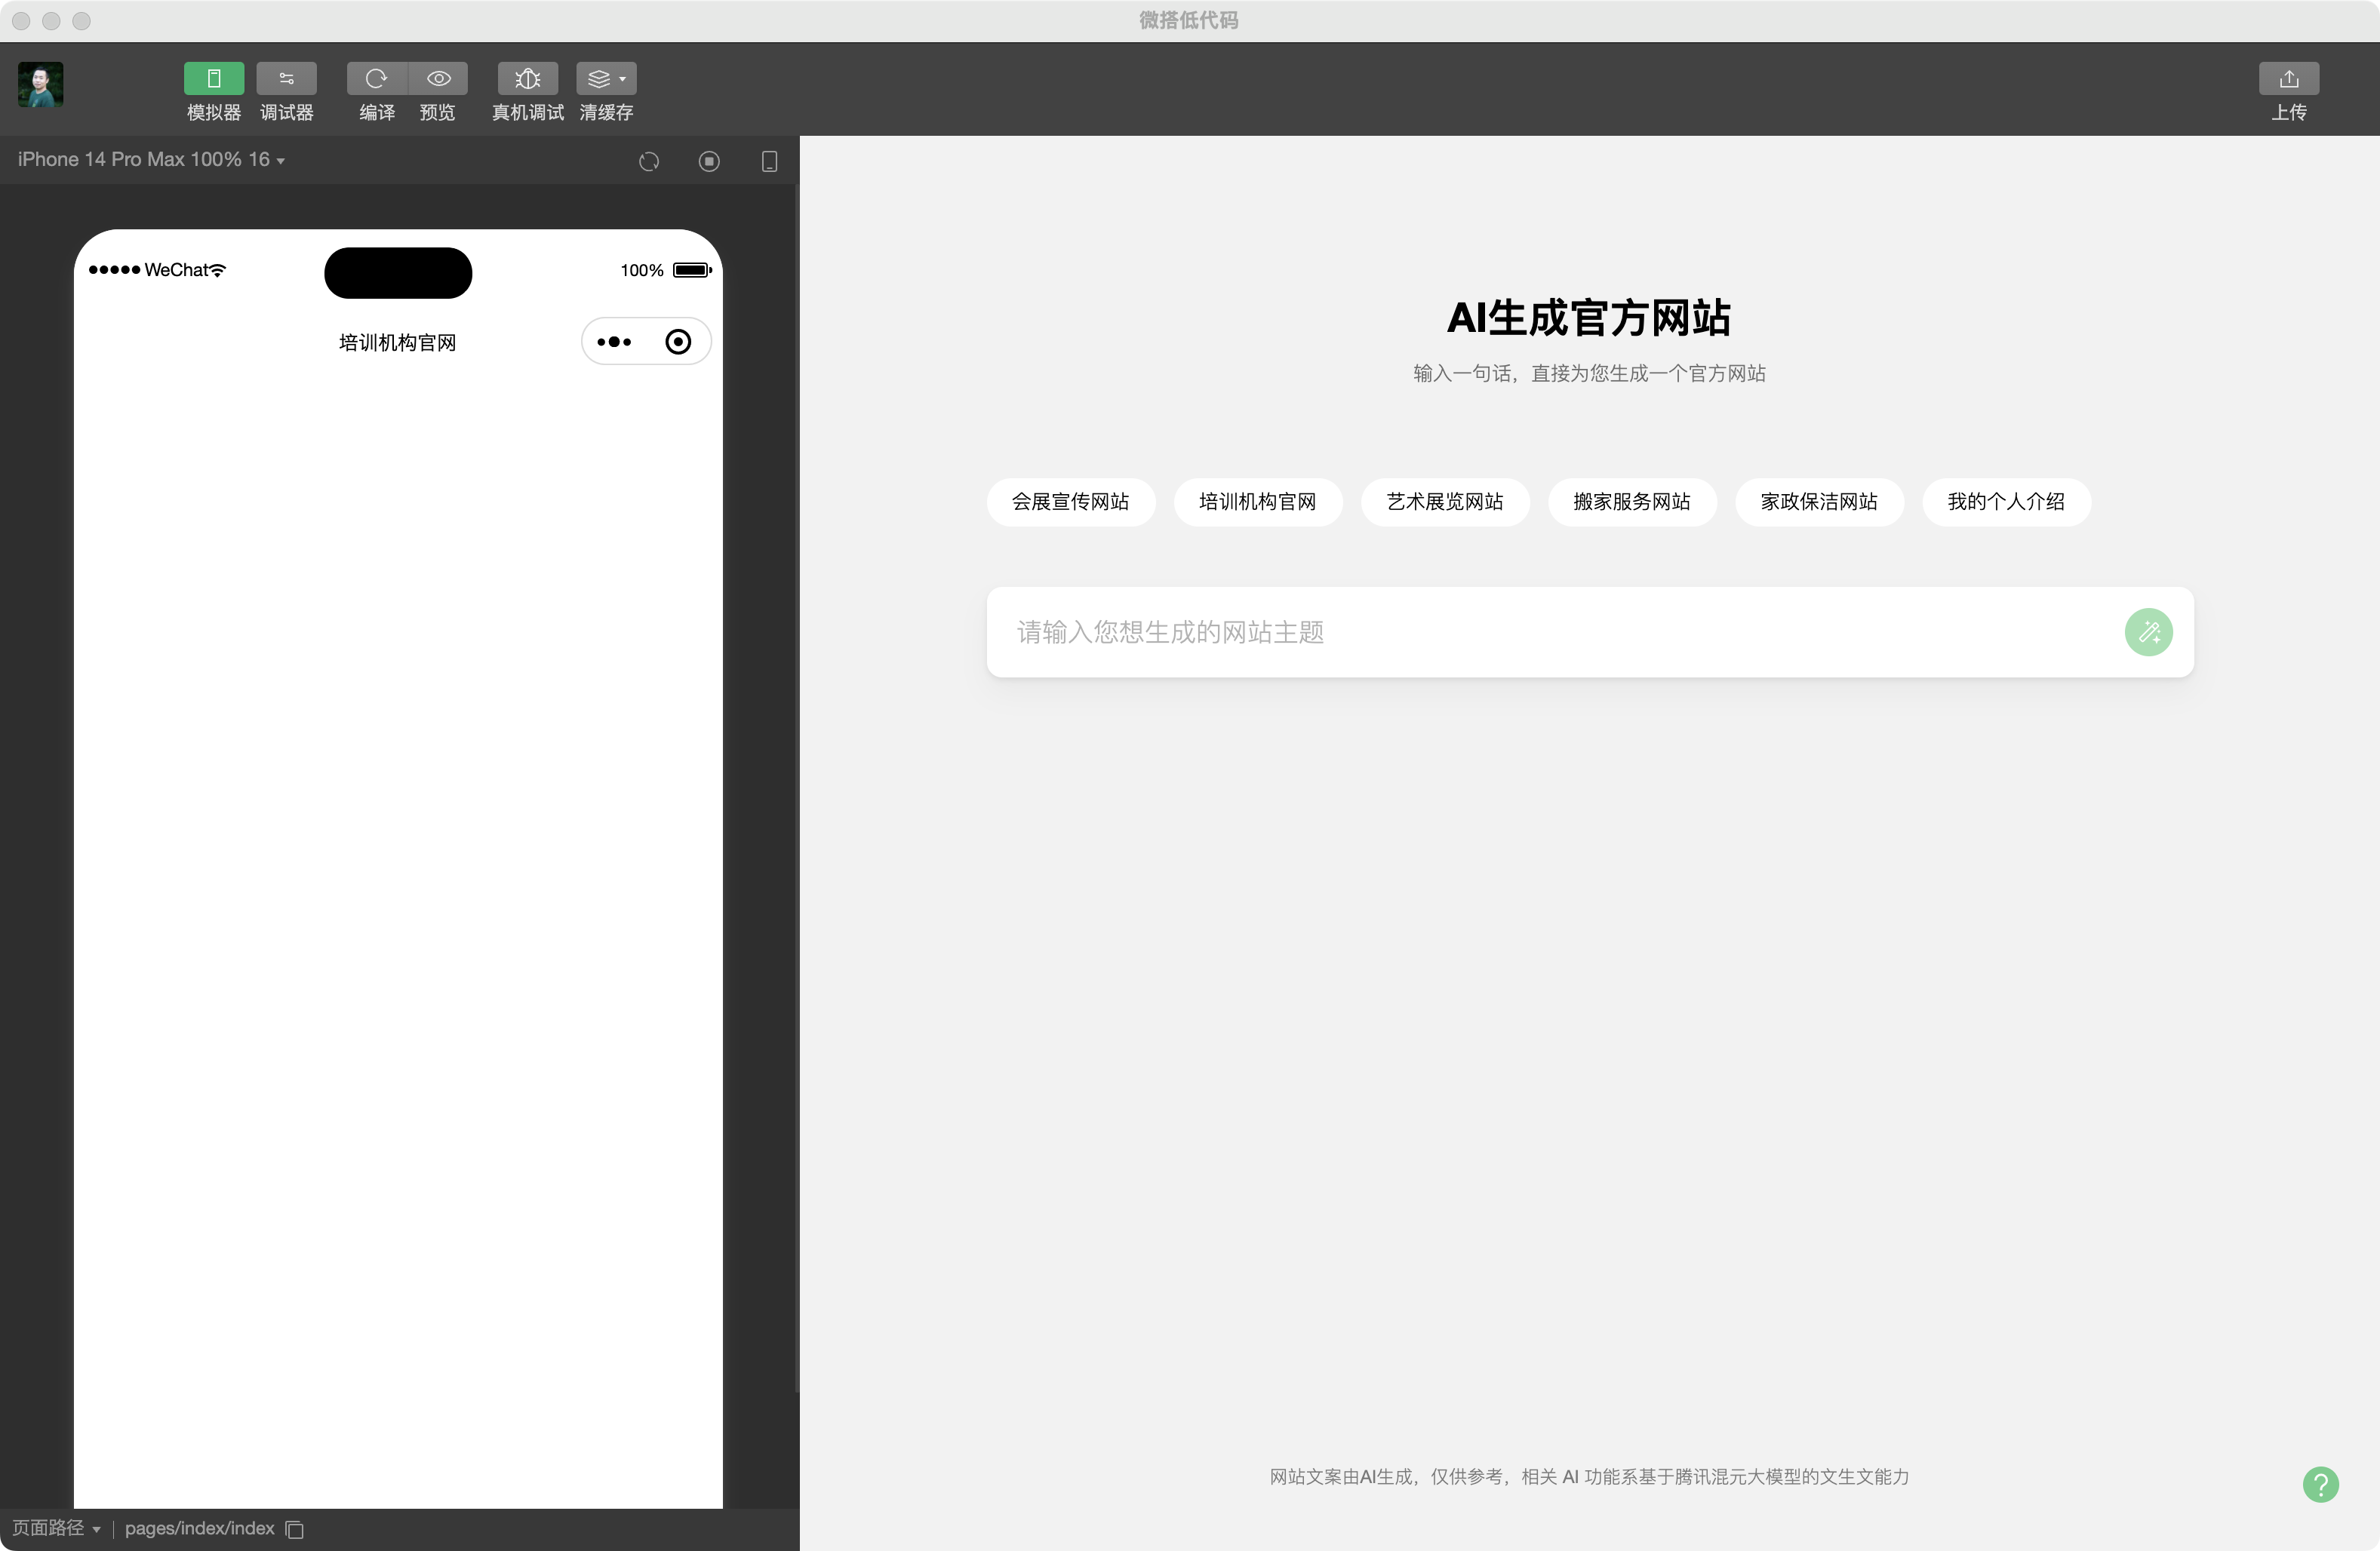 微搭低代码
模拟器
调试器
编译
预览
真机调试
清缓存
上传
iPhone 14 Pro Max 100% 16
WeChat
100%
培训机构官网
AI生成官方网站
输入一句话，直接为您生成一个官方网站
会展宣传网站
培训机构官网
艺术展览网站
搬家服务网站
家政保洁网站
我的个人介绍
请输入您想生成的网站主题
网站文案由AI生成，仅供参考，相关 AI 功能系基于腾讯混元大模型的文生文能力
页面路径
pages/index/index